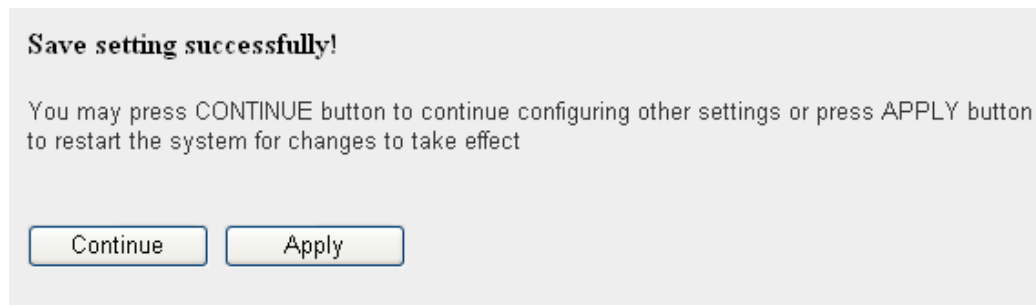 Save setting successfully!
You may press CONTINUE button to continue configuring other settings or press APPLY button
to restart the system for changes to take effect
Continue
Apply